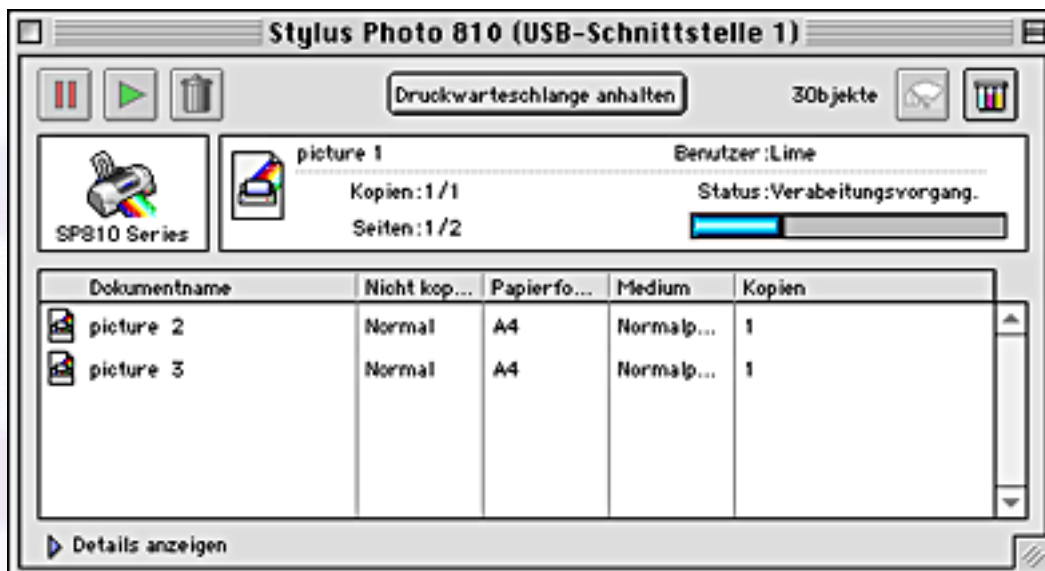 Stylus Photo 810 (USB-Schnittstelle 1)
Druckwarteschlange anhalten
3Objekte
picture 1
Benutzer :Lime
Kopien:1/1
Status:Verabeitungsvorgang.
Seiten:1/2
SP810 Series
Dokumentname Nicht kop... Papierfo... Medium Kopien
picture 2 Normal A4 Normalp... 1
picture 3 Normal A4 Normalp... 1
Details anzeigen